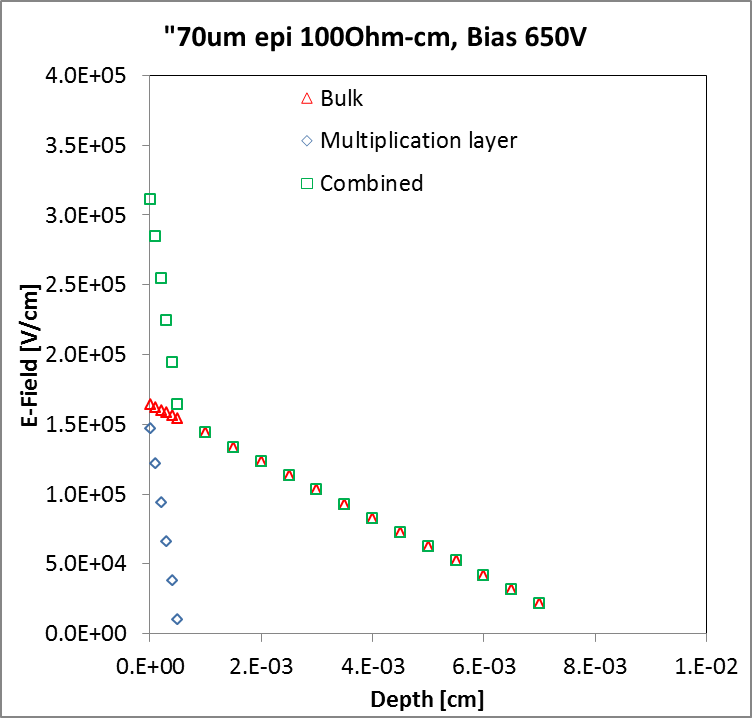 "70um epi 100Ohm-cm, Bias 650V
4.0E+05
3.5E+05
3.0E+05
2.5E+05
2.0E+05
1.5E+05
1.0E+05
5.0E+04
0.0E+00
E-Field [V/cm]
Bulk
Multiplication layer
Combined
0.E+00
2.E-03
4.E-03
6.E-03
8.E-03
1.E-02
Depth [cm]